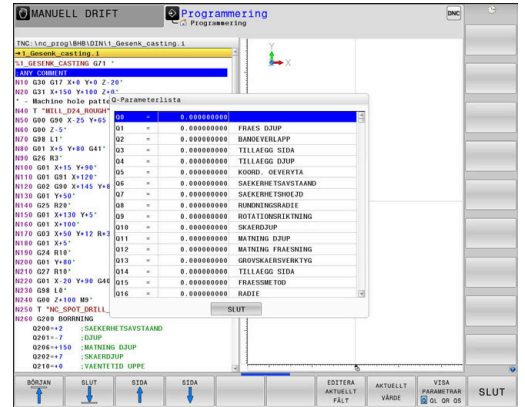 MANUELL DRIFT
Programmering
Programmering
DNC
TNC:\nc_prog\BHB\DIN\1_Gesenk_casting.i
→1_Gesenk_casting.i
%1_GESENK_CASTING G71 *
;ANY COMMENT
N10 G30 G17 X+0 Y+0 Z-20*
N20 G31 X+100 Y+100 Z+0*
* - Machine hole patte
N40 T "MILL_D24_ROUGH"
N50 G00 G90 X-25 Y+65
N60 G00 Z-5*
N70 G98 L1*
N80 G01 X+5 Y+80 G41*
N90 G26 R3*
N100 G01 X+15 Y+90*
N110 G01 G91 X+120*
N120 G02 G90 X+145 Y+8
N130 G01 Y+50*
N140 G25 R20*
N150 G01 X+130 Y+5*
N160 G01 X+100*
N170 G03 X+50 Y+12 R+3
N180 G01 X+5*
N190 G24 R10*
N200 G01 Y+80*
N210 G27 R10*
N220 G01 X-20 Y+90 G40
N230 G98 L0*
N240 G00 Z+100 M9*
N250 T "NC_SPOT_DRILL_
N260 G200 BORRNING
Q200=+2 ;SAEKERHETSAVSTAAND
Q201=-7 ;DJUP
Q206=+150 ;MATNING DJUP
Q202=+7 ;SKAERDJUP
Q210=+0 ;VAENTETID UPPE
Y
X
Q-Parameterlista
Q0 = 0.000000000
Q1 = 0.000000000 FRAES DJUP
Q2 = 0.000000000 BANOEVERLAPP
Q3 = 0.000000000 TILLAEGG SIDA
Q4 = 0.000000000 TILLAEGG DJUP
Q5 = 0.000000000 KOORD. OEVERYTA
Q6 = 0.000000000 SAEKERHETSAVSTAAND
Q7 = 0.000000000 SAEKERHETSHOEJD
Q8 = 0.000000000 RUNDNINGSRADIE
Q9 = 0.000000000 ROTATIONSRIKTNING
Q10 = 0.000000000 SKAERDJUP
Q11 = 0.000000000 MATNING DJUP
Q12 = 0.000000000 MATNING FRAESNING
Q13 = 0.000000000 GROVSKAERSVERKTYG
Q14 = 0.000000000 TILLAEGG SIDA
Q15 = 0.000000000 FRAESSMETOD
Q16 = 0.000000000 RADIE
SLUT
BÖRJAN
SLUT
SIDA
SIDA
EDITERA
AKTUELLT
FÄLT
AKTUELLT
VÄRDE
VISA
PARAMETRAR
Q QL QR QS
SLUT